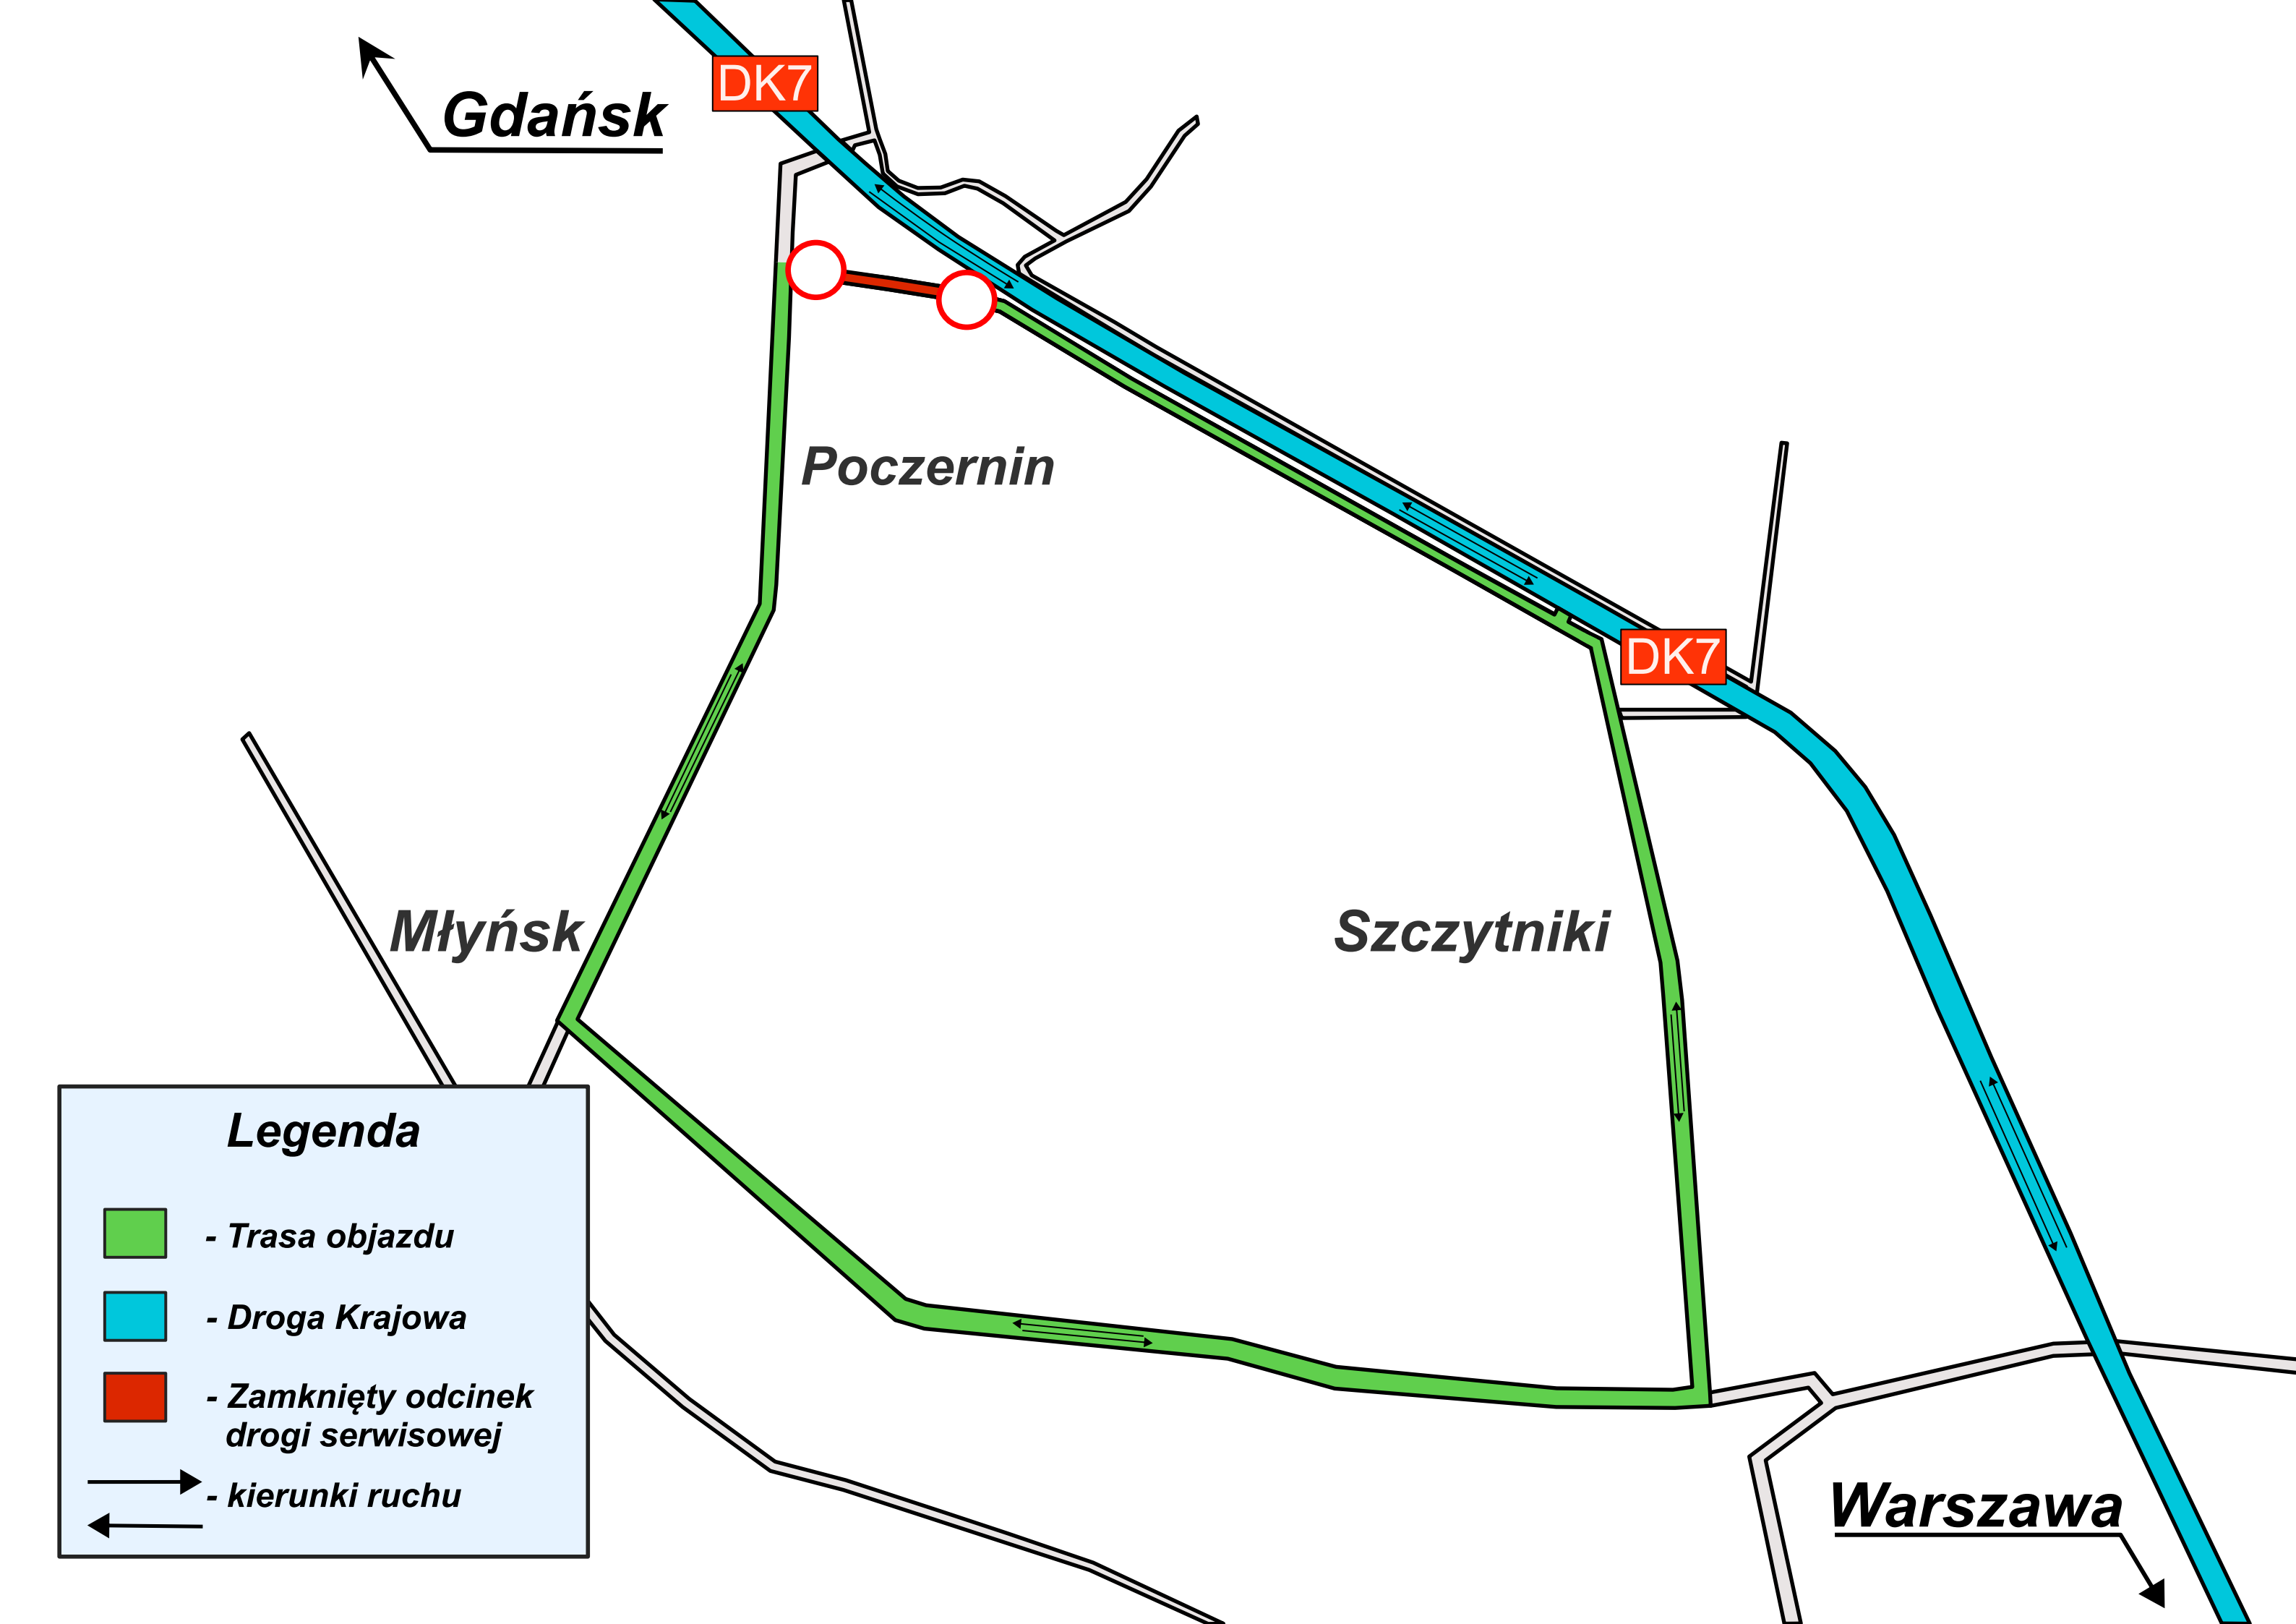 DK7
Gdańsk
Poczernin
DK7
Młyńsk
Szczytniki
Legenda
- Trasa objazdu
- Droga Krajowa
- Zamknięty odcinek
drogi serwisowej
- kierunki ruchu
Warszawa